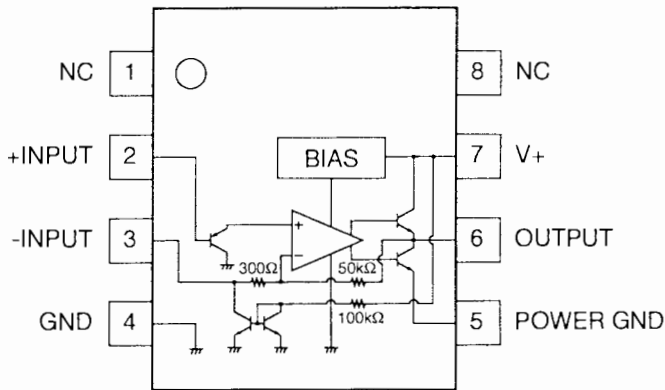 NC 1 8 NC
+INPUT 2 BIAS 7 V+
+
-INPUT 3 6 OUTPUT
−
300Ω 50kΩ
100kΩ
GND 4 5 POWER GND